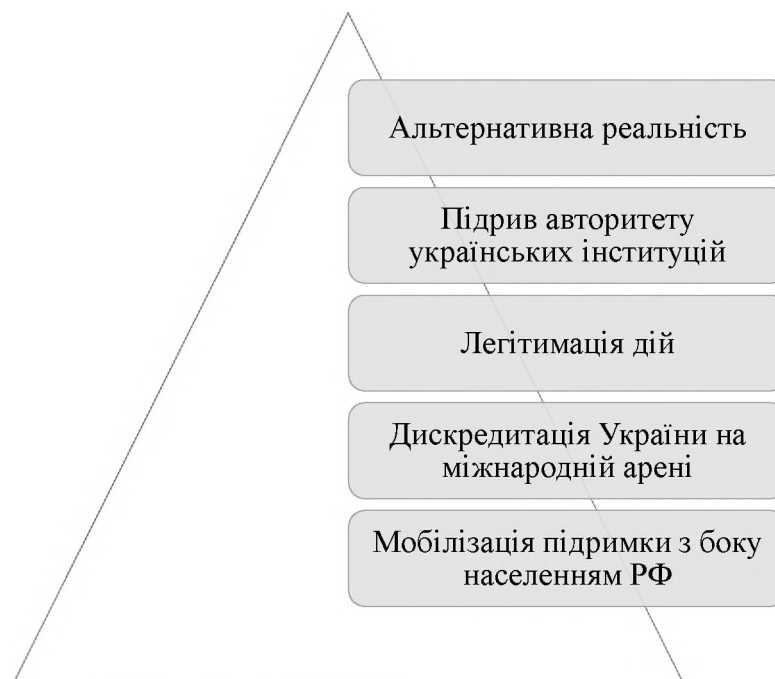 Альтернативна реальність
Підрив авторитету
українських інституцій
Легітимація дій
Дискредитація України на
міжнародній арені
Мобілізація підримки з боку
населенням РФ